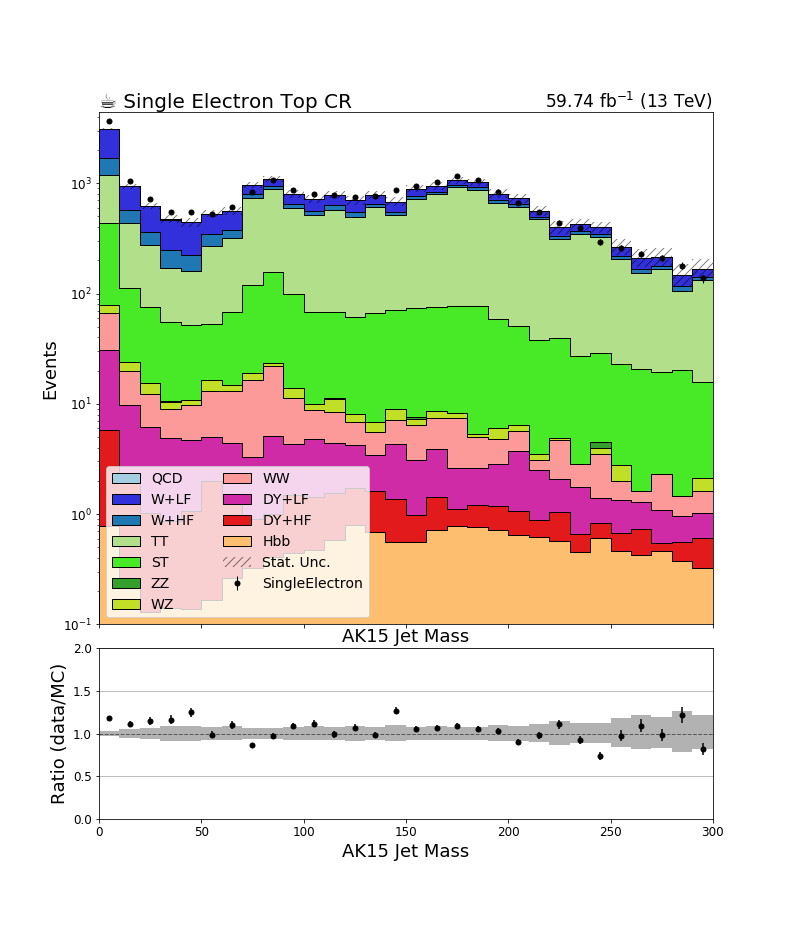 ☕ Single Electron Top CR 59.74 fb⁻¹ (13 TeV)
Events
10³
10²
10¹
10⁰
10⁻¹
QCD WW
W+LF DY+LF
W+HF DY+HF
TT Hbb
ST Stat. Unc.
ZZ SingleElectron
WZ
AK15 Jet Mass
Ratio (data/MC)
2.0
1.5
1.0
0.5
0.0
0 50 100 150 200 250 300
AK15 Jet Mass